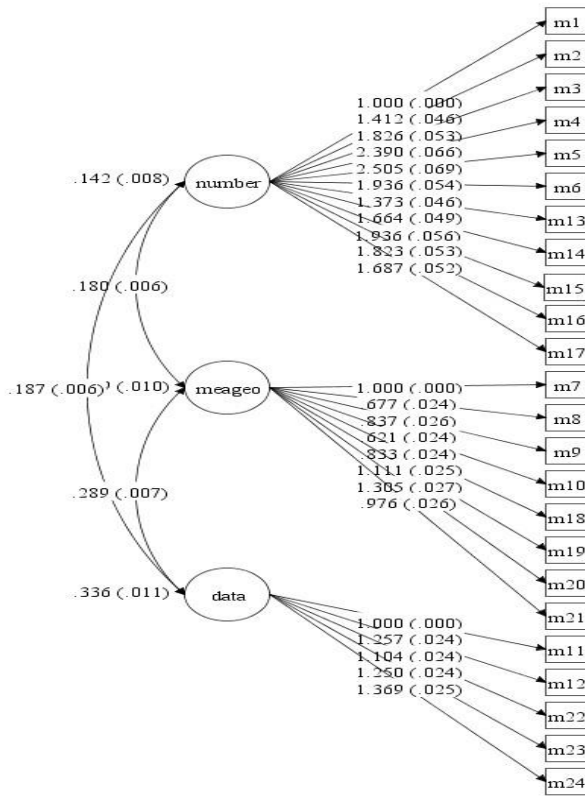 m1
m2
m3
m4
m5
m6
m13
m14
m15
m16
m17
1.000 (.000)
1.412 (.046)
1.826 (.053)
2.390 (.066)
2.505 (.069)
1.936 (.054)
1.373 (.046)
1.664 (.049)
1.936 (.056)
1.823 (.053)
1.687 (.052)
.142 (.008)
number
.180 (.006)
.187 (.006)
(.010)
meageo
m7
m8
m9
m10
m18
m19
m20
m21
1.000 (.000)
.677 (.024)
.837 (.026)
.621 (.024)
.833 (.024)
1.111 (.025)
1.305 (.027)
.976 (.026)
.289 (.007)
.336 (.011)
data
1.000 (.000)
1.257 (.024)
1.104 (.024)
1.250 (.024)
1.369 (.025)
m11
m12
m22
m23
m24